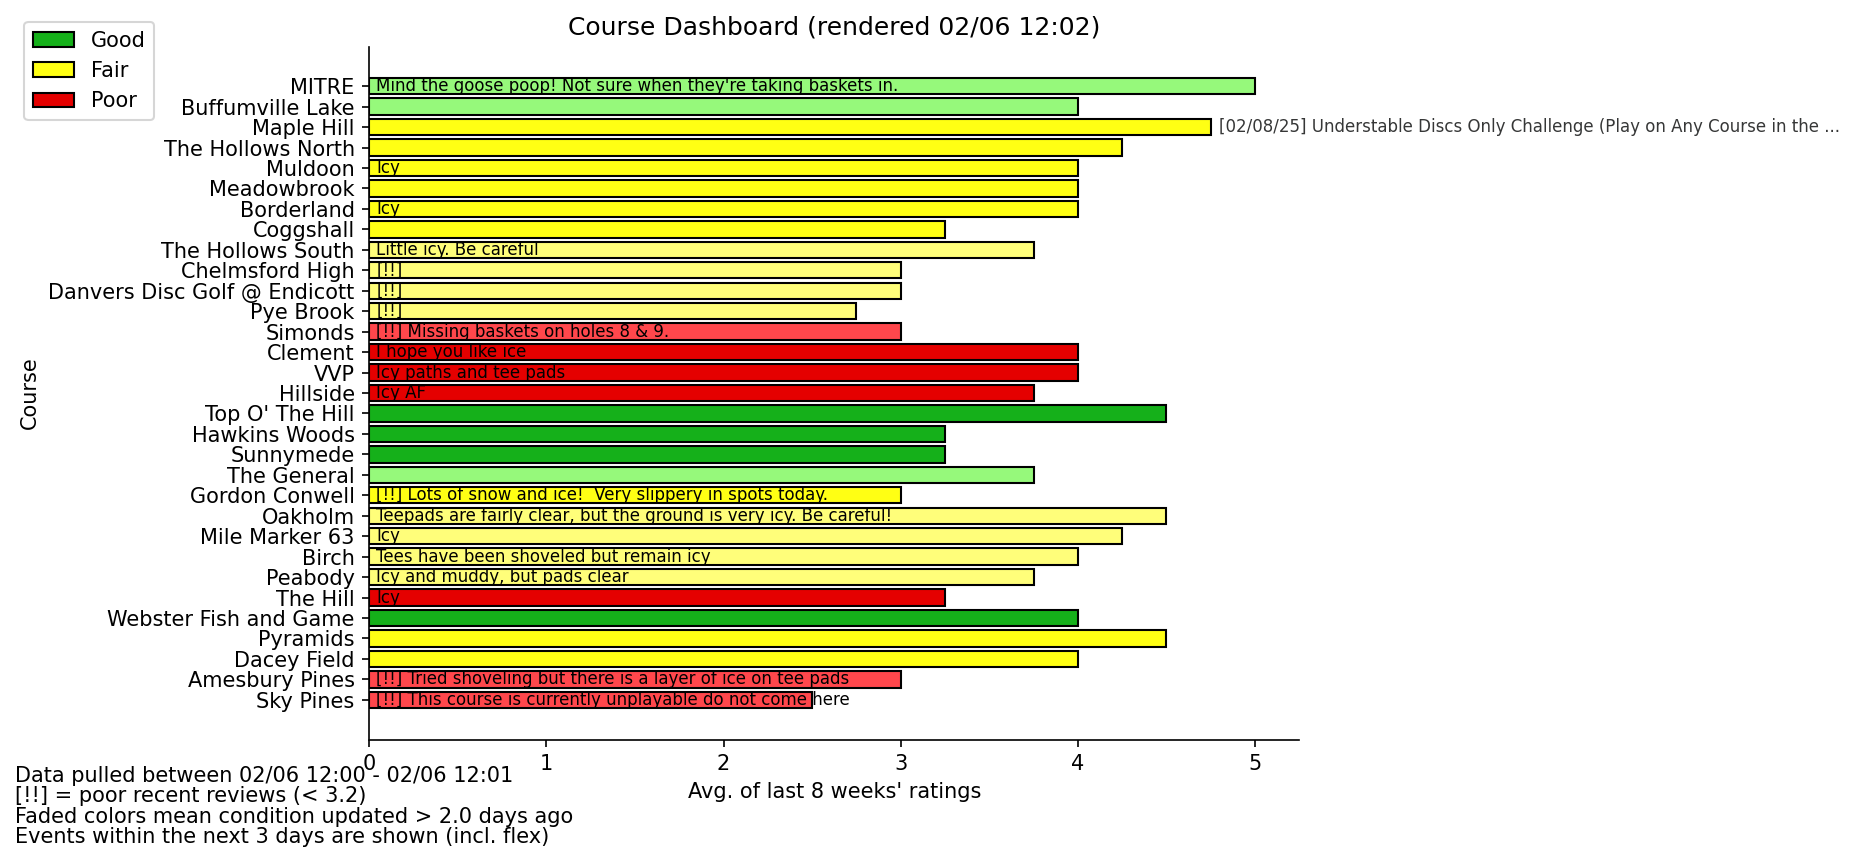 Course Dashboard (rendered 02/06 12:02)
Good
Fair
Poor
Course
MITRE Mind the goose poop! Not sure when they're taking baskets in.
Buffumville Lake
Maple Hill [02/08/25] Understable Discs Only Challenge (Play on Any Course in the ...
The Hollows North
Muldoon Icy
Meadowbrook
Borderland Icy
Coggshall
The Hollows South Little icy. Be careful
Chelmsford High [!!]
Danvers Disc Golf @ Endicott [!!]
Pye Brook [!!]
Simonds [!!] Missing baskets on holes 8 & 9.
Clement I hope you like ice
VVP Icy paths and tee pads
Hillside Icy AF
Top O' The Hill
Hawkins Woods
Sunnymede
The General
Gordon Conwell [!!] Lots of snow and ice!  Very slippery in spots today.
Oakholm Teepads are fairly clear, but the ground is very icy. Be careful!
Mile Marker 63 Icy
Birch Tees have been shoveled but remain icy
Peabody Icy and muddy, but pads clear
The Hill Icy
Webster Fish and Game
Pyramids
Dacey Field
Amesbury Pines [!!] Tried shoveling but there is a layer of ice on tee pads
Sky Pines [!!] This course is currently unplayable do not come here
0 1 2 3 4 5
Avg. of last 8 weeks' ratings
Data pulled between 02/06 12:00 - 02/06 12:01
[!!] = poor recent reviews (< 3.2)
Faded colors mean condition updated > 2.0 days ago
Events within the next 3 days are shown (incl. flex)